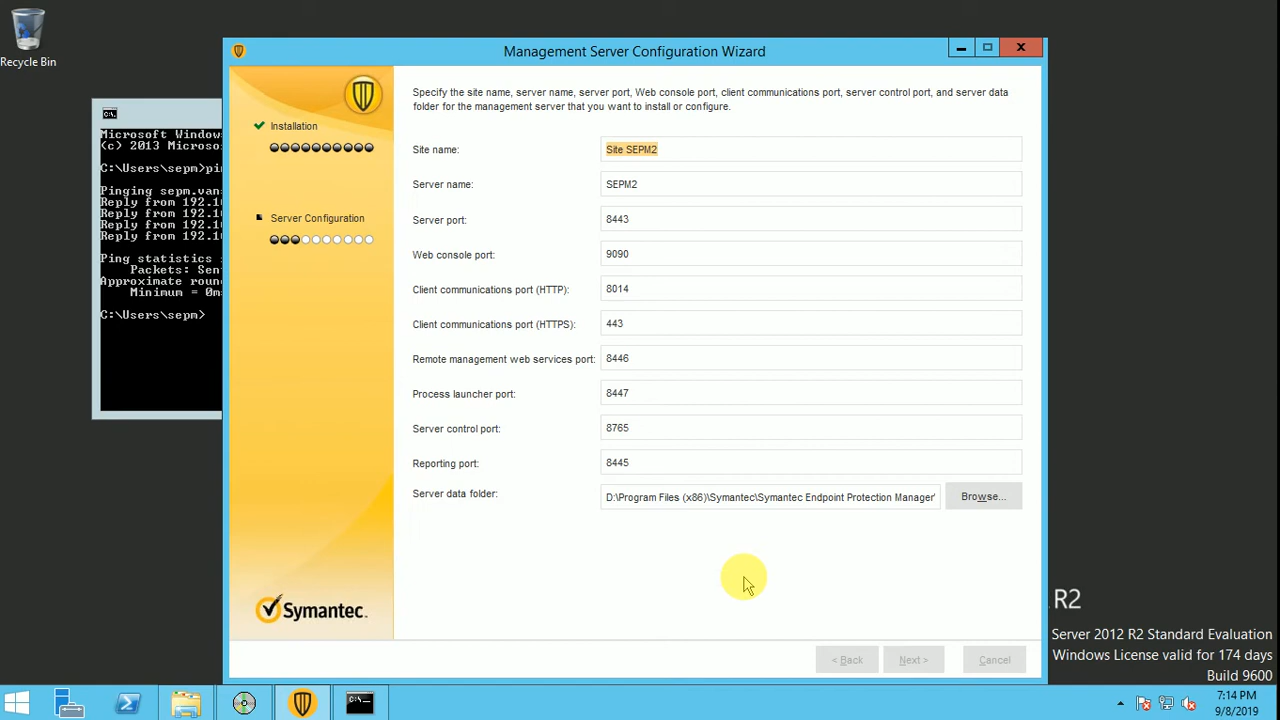 Recycle Bin
Management Server Configuration Wizard
Microsoft Window
(c) 2013 Microso
C:\Users\sepm>pin
Pinging sepm.van
Reply from 192.1
Reply from 192.1
Reply from 192.1
Reply from 192.1
Ping statistics
Packets: Sen
Approximate roun
Minimum = 0m
C:\Users\sepm>
Installation
Server Configuration
Symantec.
Specify the site name, server name, server port, Web console port, client communications port, server control port, and server data
folder for the management server that you want to install or configure.
Site name: Site SEPM2
Server name: SEPM2
Server port: 8443
Web console port: 9090
Client communications port (HTTP): 8014
Client communications port (HTTPS): 443
Remote management web services port: 8446
Process launcher port: 8447
Server control port: 8765
Reporting port: 8445
Server data folder: D:\Program Files (x86)\Symantec\Symantec Endpoint Protection Manager\ Browse...
< Back Next > Cancel
R2
Server 2012 R2 Standard Evaluation
Windows License valid for 174 days
Build 9600
7:14 PM
9/8/2019